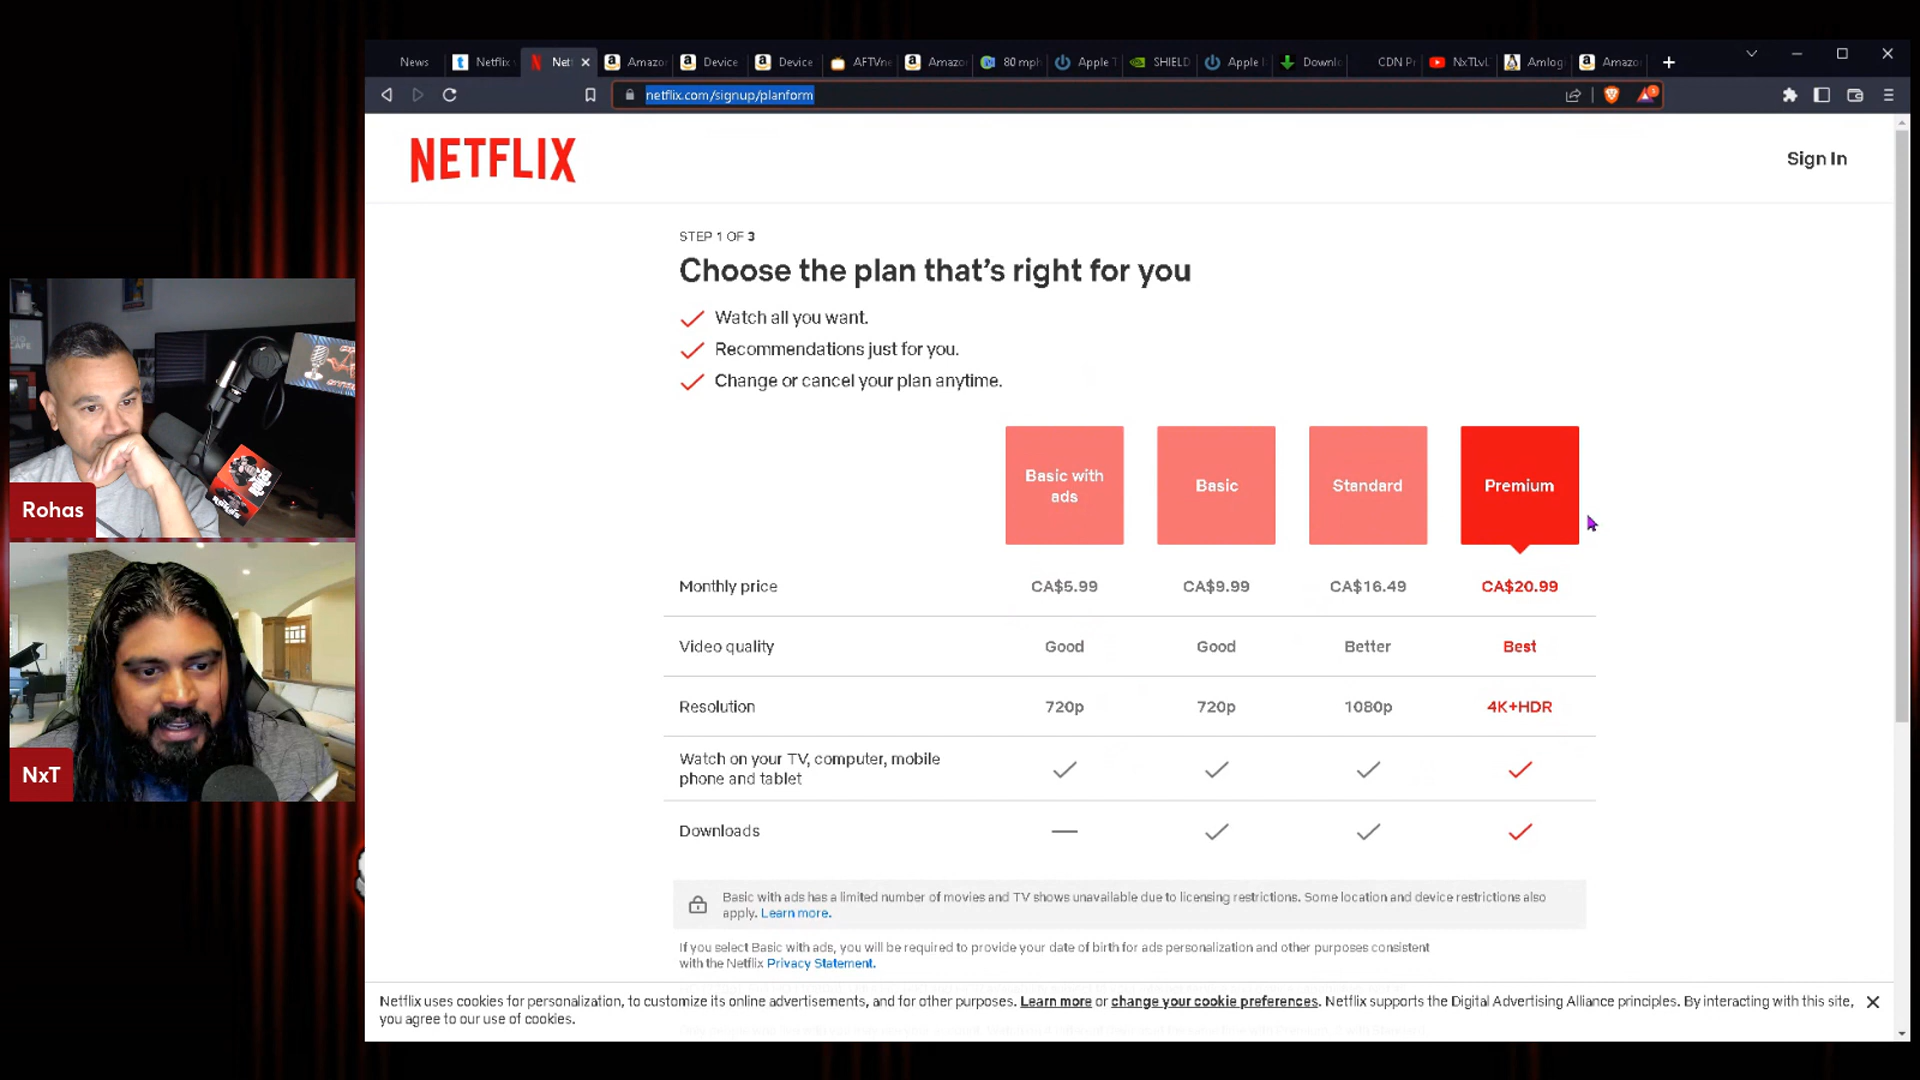 News
Netflix
Net
Amazo
Device
Device
AFTVne
Amazo
80 mph
Apple T
SHIELD
Apple
Downlo
CDN Pr
NxTLvl
Amlog
Amazo
netflix.com/signup/planform
NETFLIX
Sign In
STEP 1 OF 3
Choose the plan that's right for you
Watch all you want.
Recommendations just for you.
Change or cancel your plan anytime.
Basic with
ads
Basic
Standard
Premium
Monthly price
CA$5.99
CA$9.99
CA$16.49
CA$20.99
Video quality
Good
Good
Better
Best
Resolution
720p
720p
1080p
4K+HDR
Watch on your TV, computer, mobile
phone and tablet
Downloads
Basic with ads has a limited number of movies and TV shows unavailable due to licensing restrictions. Some location and device restrictions also
apply. Learn more.
If you select Basic with ads, you will be required to provide your date of birth for ads personalization and other purposes consistent
with the Netflix Privacy Statement.
Netflix uses cookies for personalization, to customize its online advertisements, and for other purposes. Learn more or change your cookie preferences. Netflix supports the Digital Advertising Alliance principles. By interacting with this site,
you agree to our use of cookies.
Rohas
NxT